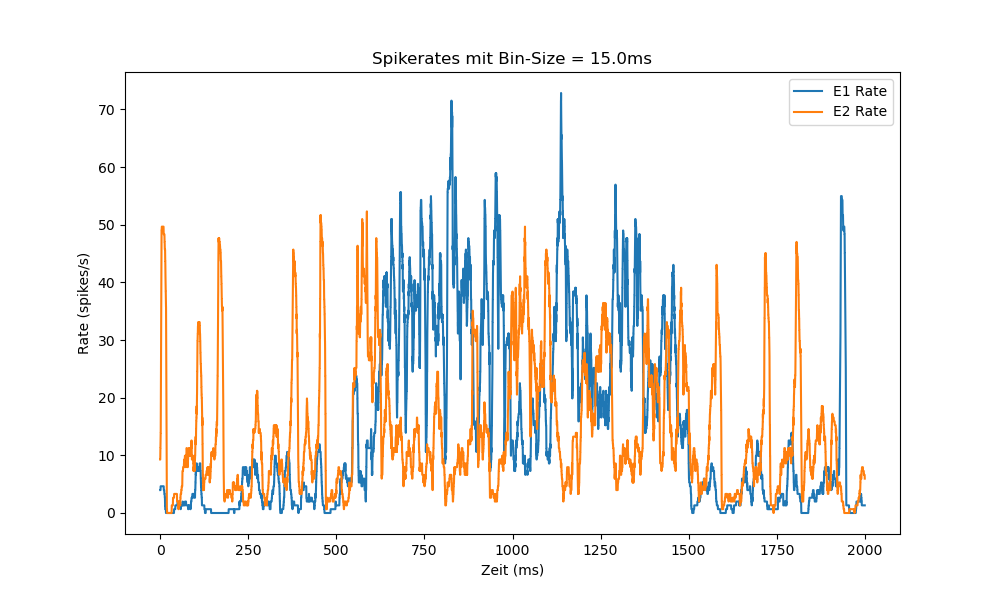 Spikerates mit Bin-Size = 15.0ms
E1 Rate
E2 Rate
70
60
50
40
30
20
10
0
Rate (spikes/s)
0 250 500 750 1000 1250 1500 1750 2000
Zeit (ms)